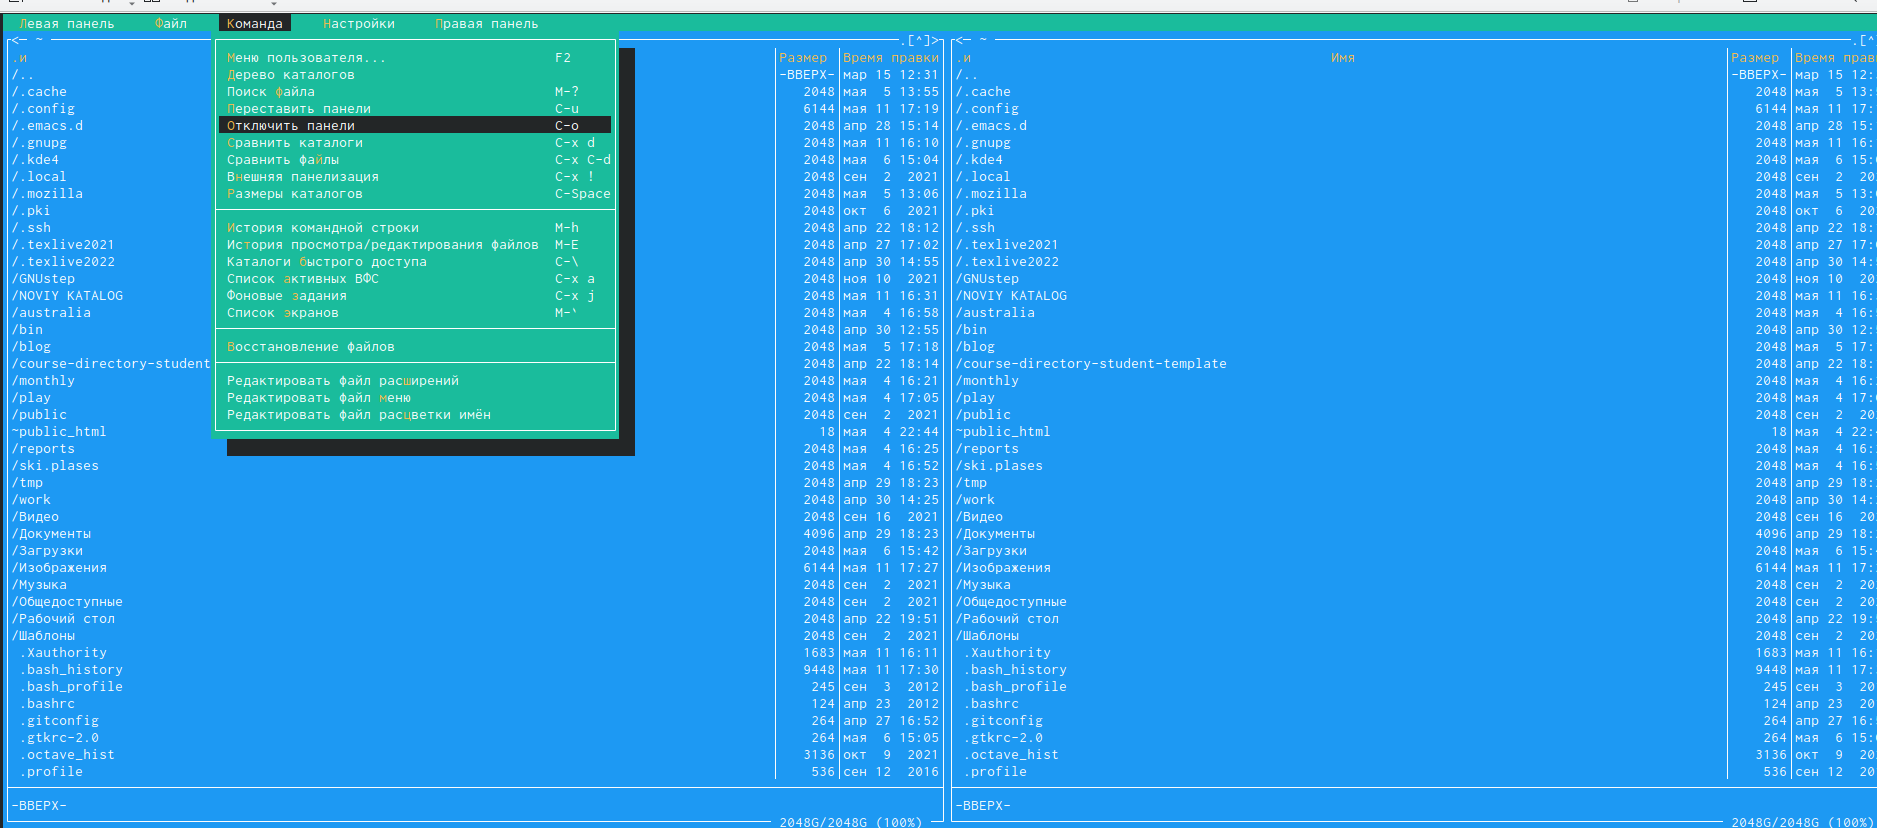 Левая панель Файл Команда Настройки Правая панель
<─ ~ .[^]> <─ ~ .[^
.и Меню пользователя... F2 Размер Время правки .и Имя Размер Время правк
/.. Дерево каталогов -ВВЕРХ- мар 15 12:31 /.. -ВВЕРХ- мар 15 12:
/.cache Поиск файла M-? 2048 мая 5 13:55 /.cache 2048 мая 5 13:
/.config Переставить панели C-u 6144 мая 11 17:19 /.config 6144 мая 11 17:
/.emacs.d Отключить панели C-o 2048 апр 28 15:14 /.emacs.d 2048 апр 28 15:
/.gnupg Сравнить каталоги C-x d 2048 мая 11 16:10 /.gnupg 2048 мая 11 16:
/.kde4 Сравнить файлы C-x C-d 2048 мая 6 15:04 /.kde4 2048 мая 6 15:
/.local Внешняя панелизация C-x ! 2048 сен 2 2021 /.local 2048 сен 2 20
/.mozilla Размеры каталогов C-Space 2048 мая 5 13:06 /.mozilla 2048 мая 5 13:
/.pki 2048 окт 6 2021 /.pki 2048 окт 6 20
/.ssh История командной строки M-h 2048 апр 22 18:12 /.ssh 2048 апр 22 18:
/.texlive2021 История просмотра/редактирования файлов M-E 2048 апр 27 17:02 /.texlive2021 2048 апр 27 17:
/.texlive2022 Каталоги быстрого доступа C-\ 2048 апр 30 14:55 /.texlive2022 2048 апр 30 14:
/GNUstep Список активных ВФС C-x a 2048 ноя 10 2021 /GNUstep 2048 ноя 10 20
/NOVIY KATALOG Фоновые задания C-x j 2048 мая 11 16:31 /NOVIY KATALOG 2048 мая 11 16:
/australia Список экранов M-` 2048 мая 4 16:58 /australia 2048 мая 4 16:
/bin 2048 апр 30 12:55 /bin 2048 апр 30 12:
/blog Восстановление файлов 2048 мая 5 17:18 /blog 2048 мая 5 17:
/course-directory-student 2048 апр 22 18:14 /course-directory-student-template 2048 апр 22 18:
/monthly Редактировать файл расширений 2048 мая 4 16:21 /monthly 2048 мая 4 16:
/play Редактировать файл меню 2048 мая 4 17:05 /play 2048 мая 4 17:
/public Редактировать файл расцветки имён 2048 сен 2 2021 /public 2048 сен 2 20
~public_html 18 мая 4 22:44 ~public_html 18 мая 4 22:
/reports 2048 мая 4 16:25 /reports 2048 мая 4 16:
/ski.plases 2048 мая 4 16:52 /ski.plases 2048 мая 4 16:
/tmp 2048 апр 29 18:23 /tmp 2048 апр 29 18:
/work 2048 апр 30 14:25 /work 2048 апр 30 14:
/Видео 2048 сен 16 2021 /Видео 2048 сен 16 20
/Документы 4096 апр 29 18:23 /Документы 4096 апр 29 18:
/Загрузки 2048 мая 6 15:42 /Загрузки 2048 мая 6 15:
/Изображения 6144 мая 11 17:27 /Изображения 6144 мая 11 17:
/Музыка 2048 сен 2 2021 /Музыка 2048 сен 2 20
/Общедоступные 2048 сен 2 2021 /Общедоступные 2048 сен 2 20
/Рабочий стол 2048 апр 22 19:51 /Рабочий стол 2048 апр 22 19:
/Шаблоны 2048 сен 2 2021 /Шаблоны 2048 сен 2 20
.Xauthority 1683 мая 11 16:11 .Xauthority 1683 мая 11 16:
.bash_history 9448 мая 11 17:30 .bash_history 9448 мая 11 17:
.bash_profile 245 сен 3 2012 .bash_profile 245 сен 3 20
.bashrc 124 апр 23 2012 .bashrc 124 апр 23 20
.gitconfig 264 апр 27 16:52 .gitconfig 264 апр 27 16:
.gtkrc-2.0 264 мая 6 15:05 .gtkrc-2.0 264 мая 6 15:
.octave_hist 3136 окт 9 2021 .octave_hist 3136 окт 9 20
.profile 536 сен 12 2016 .profile 536 сен 12 20
-ВВЕРХ- -ВВЕРХ-
2048G/2048G (100%) 2048G/2048G (100%)